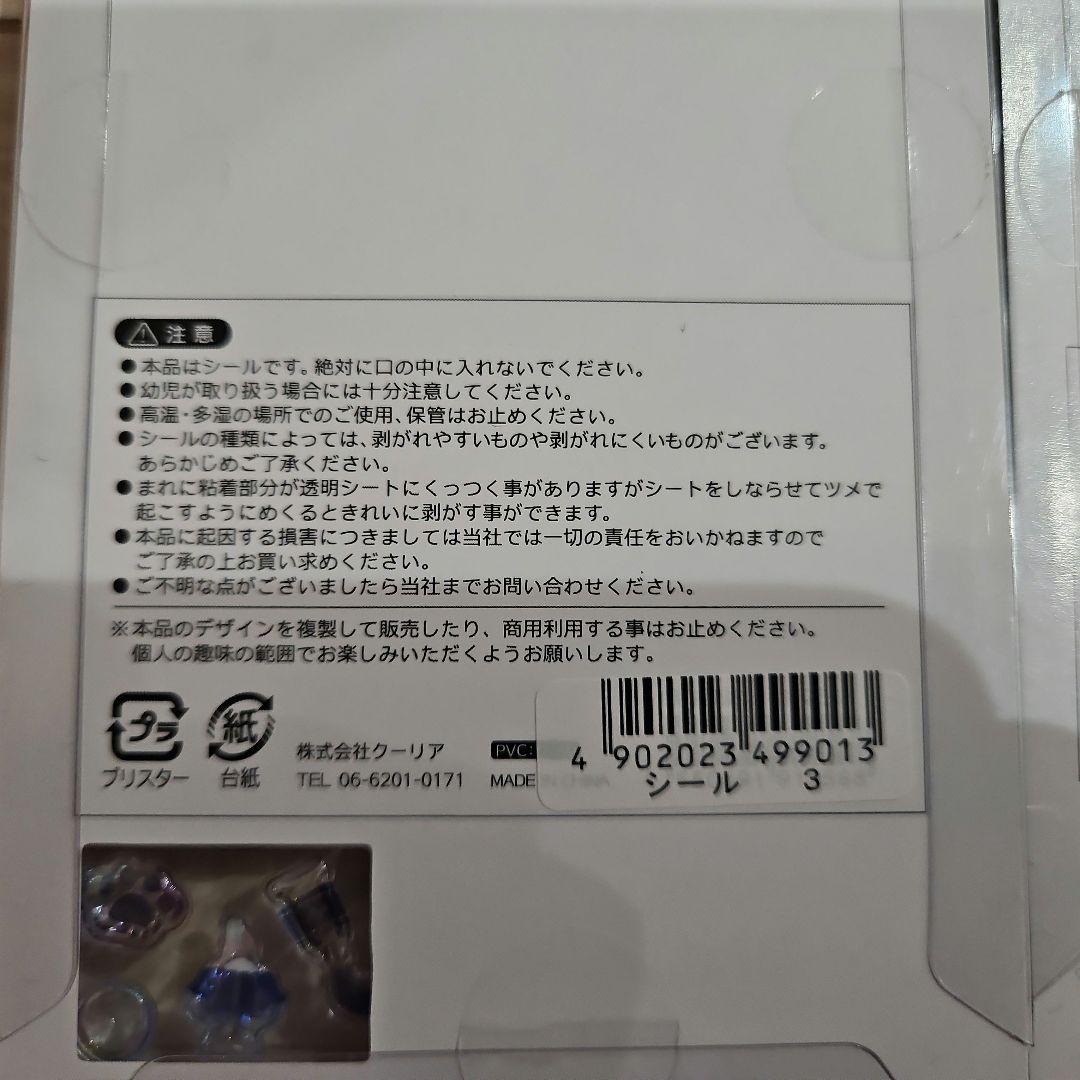 注意
●本品はシールです。絶対に口の中に入れないでください。
●幼児が取り扱う場合には十分注意してください。
●高温・多湿の場所でのご使用、保管はお止めください。
●シールの種類によっては、剥がれやすいものや剥がれにくいものがございます。
あらかじめご了承ください。
●まれに粘着部分が透明シートにくっつく事がありますがシートをしならせてツメで
起こすようにめくるときれいに剥がす事ができます。
●本品に起因する損害につきましては当社では一切の責任をおいかねますので
ご了承の上お買い求めください。
●ご不明な点がございましたら当社までお問い合わせください。
※本品のデザインを複製して販売したり、商用利用する事はお止めください。
個人の趣味の範囲でお楽しみいただくようお願いします。
プラ
ブリスター
紙
台紙
株式会社クーリア
TEL 06-6201-0171
PVC:
MADE
4 902023 499013
シール 3